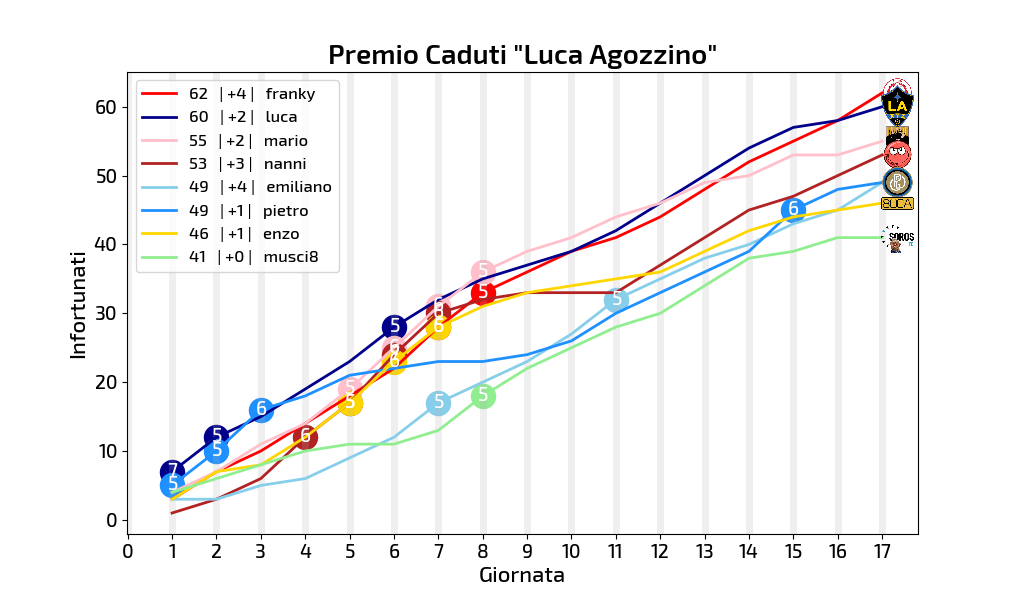 Premio Caduti "Luca Agozzino"
62 | +4 | franky
60 | +2 | luca
55 | +2 | mario
53 | +3 | nanni
49 | +4 | emiliano
49 | +1 | pietro
46 | +1 | enzo
41 | +0 | musci8
Infortunati
60
50
40
30
20
10
0
7
5
5
5
6
6
5
5
5
6
6
6
5
5
5
5
5
6
LA
XYZ
8UCA
SOROS
0 1 2 3 4 5 6 7 8 9 10 11 12 13 14 15 16 17
Giornata